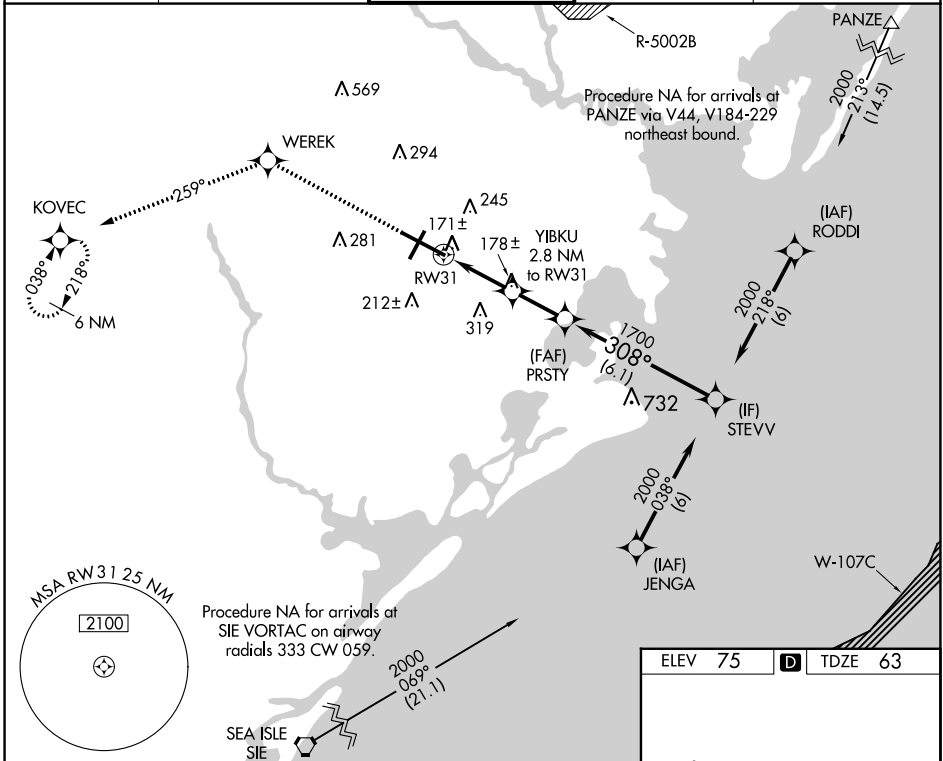 PANZE
R-5002B
2000
213°
(14.5)
Procedure NA for arrivals at
PANZE via V44, V184-229
northeast bound.
569
WEREK
294
259°
KOVEC
245
171±
281
178±
YIBKU
2.8 NM
to RW31
RW31
(IAF)
RODDI
038°
218°
6 NM
212±
319
2000
218°
(6)
(FAF)
PRSTY
1700
308°
(6.1)
732
(IF)
STEVV
2000
038°
(6)
(IAF)
JENGA
W-107C
MSA RW31 25 NM
2100
Procedure NA for arrivals at
SIE VORTAC on airway
radials 333 CW 059.
2000
069°
(21.1)
SEA ISLE
SIE
ELEV 75 D TDZE 63